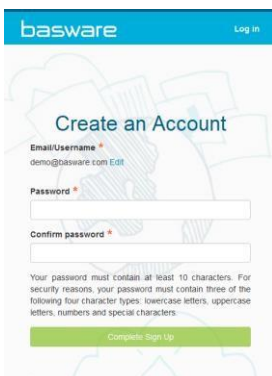 basware Log in
Create an Account
Email/Username *
demo@basware.com Edit
Password *
Confirm password *
Your password must contain at least 10 characters. For
security reasons, your password must contain three of the
following four character types: lowercase letters, uppercase
letters, numbers and special characters.
Complete Sign Up